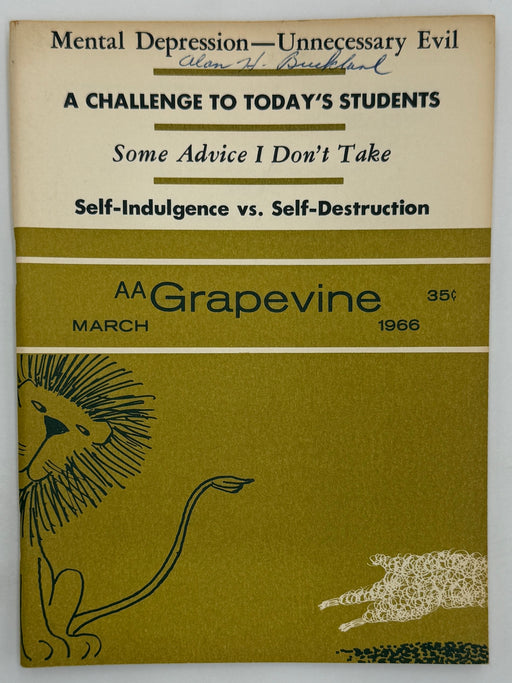 Mental Depression—Unnecessary Evil
Alan H. Buckland
A CHALLENGE TO TODAY'S STUDENTS
Some Advice I Don't Take
Self-Indulgence vs. Self-Destruction
AA Grapevine 35¢
MARCH 1966